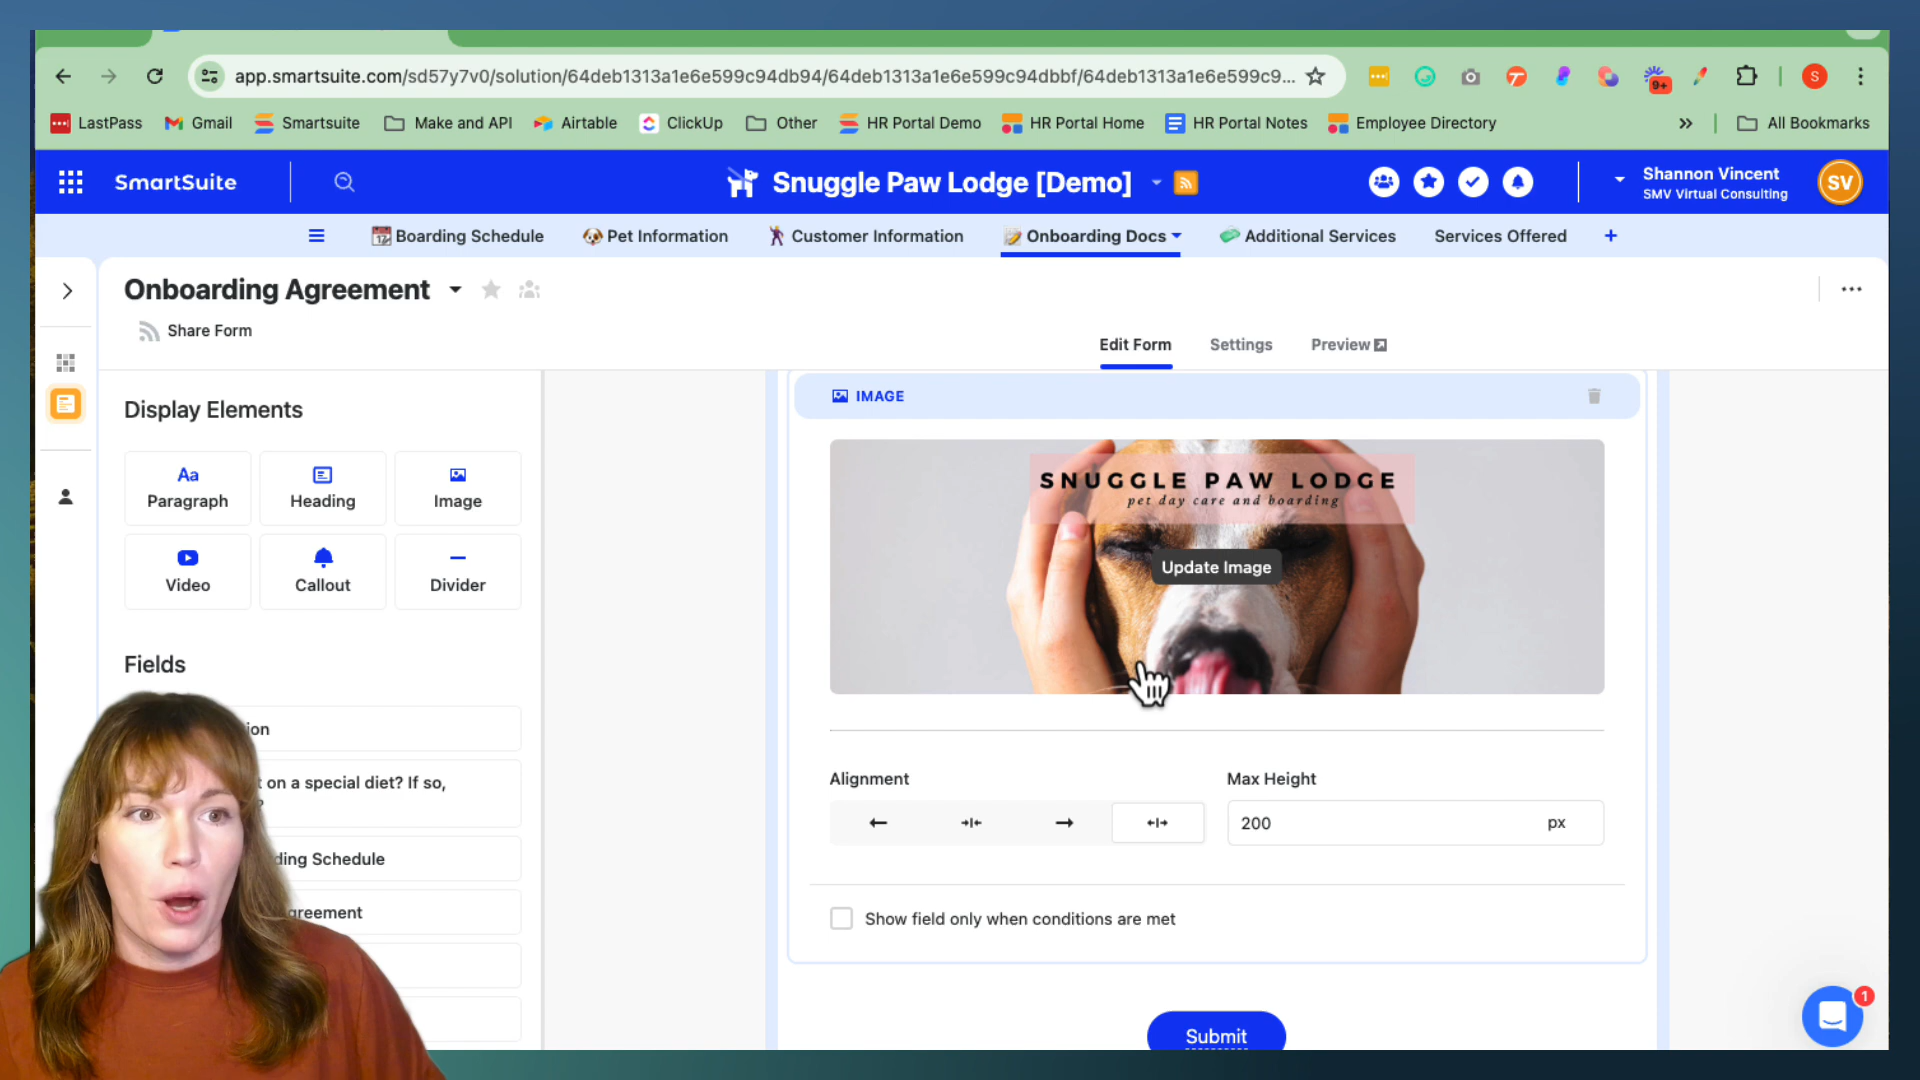 app.smartsuite.com/sd57y7v0/solution/64deb1313a1e6e599c94db94/64deb1313a1e6e599c94dbbf/64deb1313a1e6e599c9...
9+
S
LastPass Gmail Smartsuite Make and API Airtable ClickUp Other HR Portal Demo HR Portal Home HR Portal Notes Employee Directory » All Bookmarks
SmartSuite
Snuggle Paw Lodge [Demo]
Shannon Vincent
SMV Virtual Consulting
SV
Boarding Schedule Pet Information Customer Information Onboarding Docs Additional Services Services Offered +
Onboarding Agreement
Share Form
Edit Form Settings Preview
Display Elements
Aa
Paragraph Heading Image
Video Callout Divider
Fields
ion
on a special diet? If so,
?
ding Schedule
greement
IMAGE
SNUGGLE PAW LODGE
pet day care and boarding
Update Image
Alignment
Max Height
200 px
Show field only when conditions are met
Submit
1